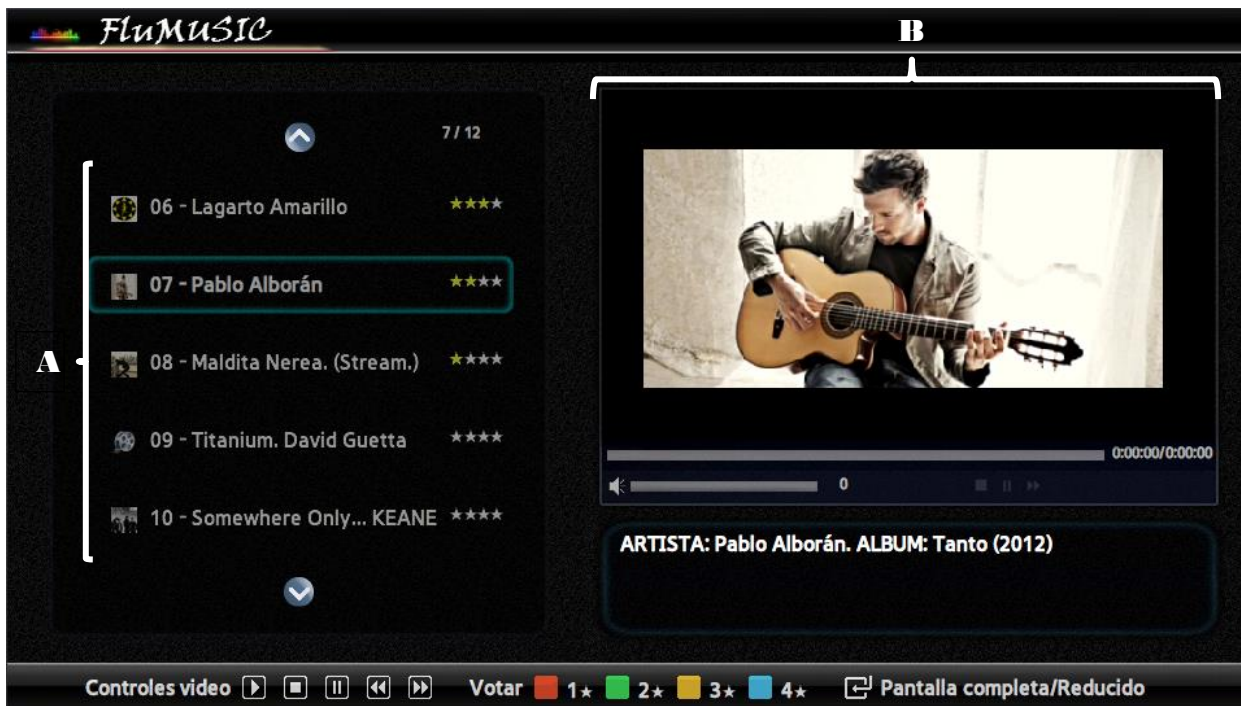 FluMUSIC
B
7/12
A
06 - Lagarto Amarillo
07 - Pablo Alborán
08 - Maldita Nerea. (Stream.)
09 - Titanium. David Guetta
10 - Somewhere Only... KEANE
0:00:00/0:00:00
0
ARTISTA: Pablo Alborán. ALBUM: Tanto (2012)
Controles video Votar 1★ 2★ 3★ 4★ Pantalla completa/Reducido